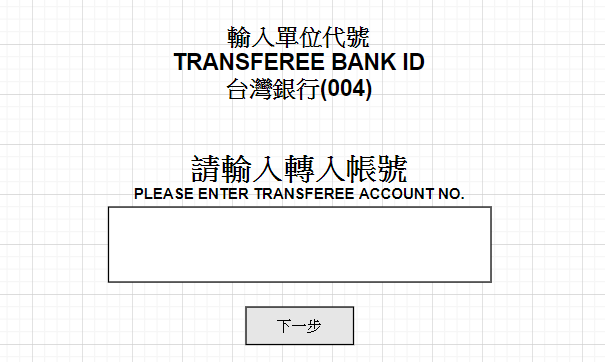 輸入單位代號
TRANSFEREE BANK ID
台灣銀行(004)
請輸入轉入帳號
PLEASE ENTER TRANSFEREE ACCOUNT NO.
下一步